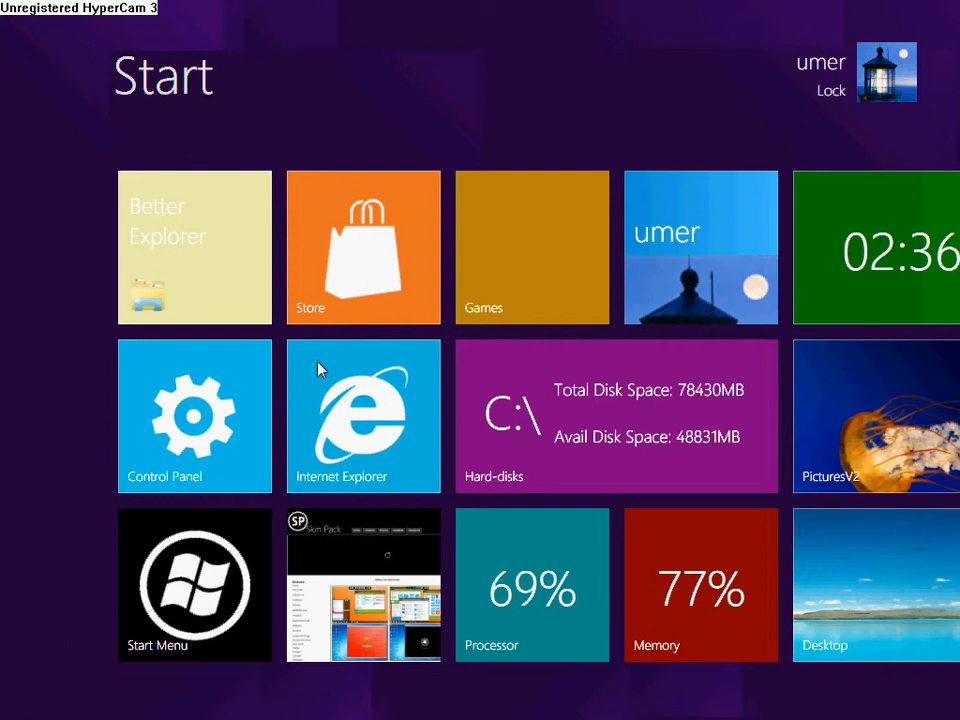 Unregistered HyperCam 3
Start
umer
Lock
Better
Explorer
Store
Games
umer
02:36
Control Panel
Internet Explorer
C:\
Total Disk Space: 78430MB
Avail Disk Space: 48831MB
Hard-disks
PicturesV2
Start Menu
SP
Skin Pack
69%
Processor
77%
Memory
Desktop